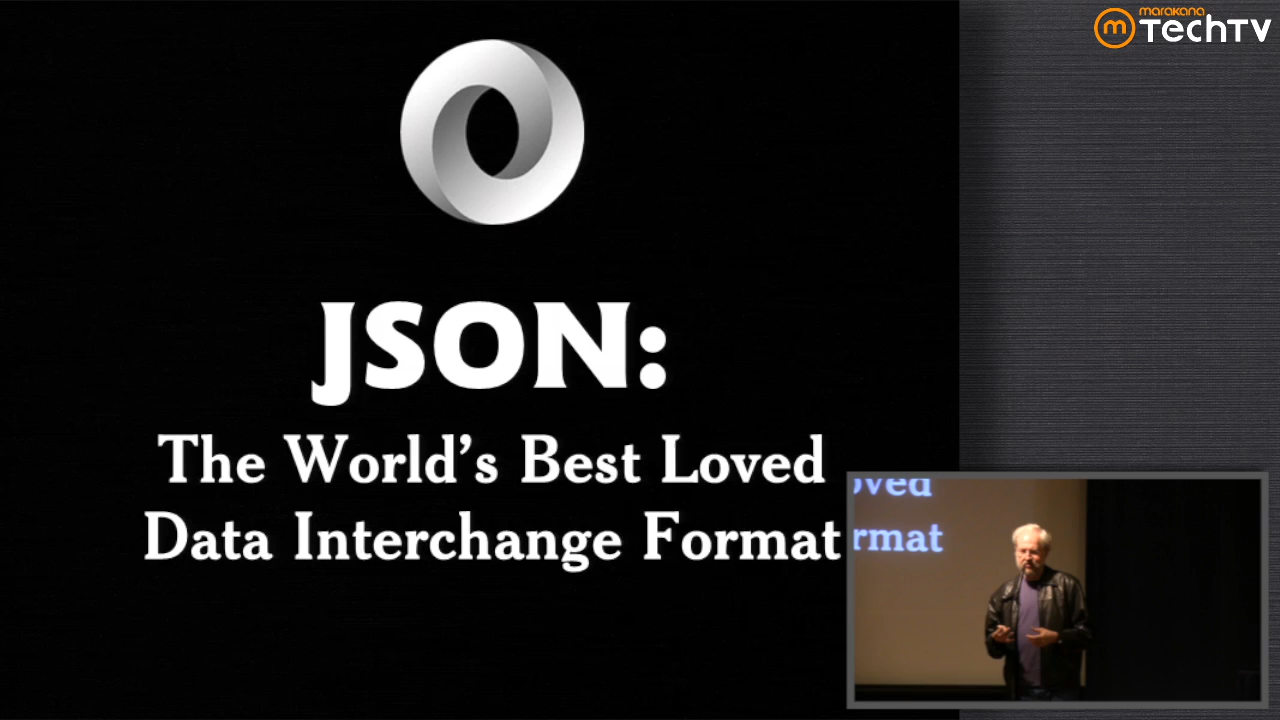 marakana
m TechTV
JSON:
The World's Best Loved
Data Interchange Format
oved
rmat